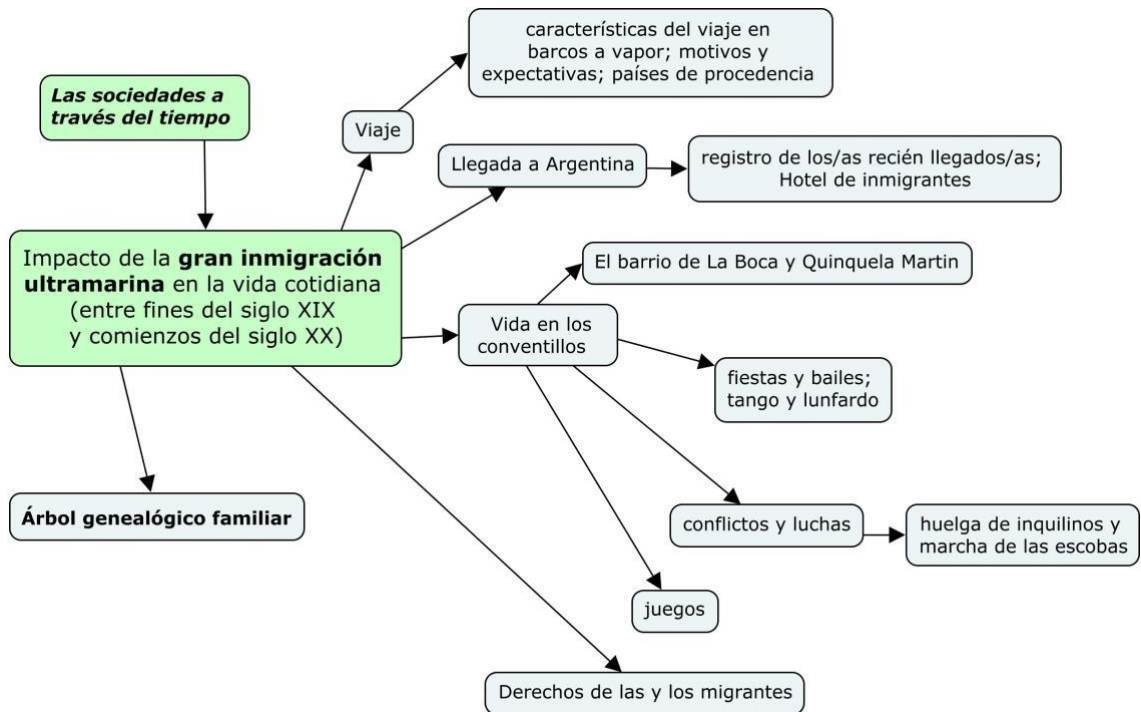 Las sociedades a
través del tiempo
Impacto de la gran inmigración
ultramarina en la vida cotidiana
(entre fines del siglo XIX
y comienzos del siglo XX)
Viaje
características del viaje en
barcos a vapor; motivos y
expectativas; países de procedencia
Llegada a Argentina
registro de los/as recién llegados/as;
Hotel de inmigrantes
Vida en los
conventillos
El barrio de La Boca y Quinquela Martin
fiestas y bailes;
tango y lunfardo
conflictos y luchas
huelga de inquilinos y
marcha de las escobas
juegos
Derechos de las y los migrantes
Árbol genealógico familiar